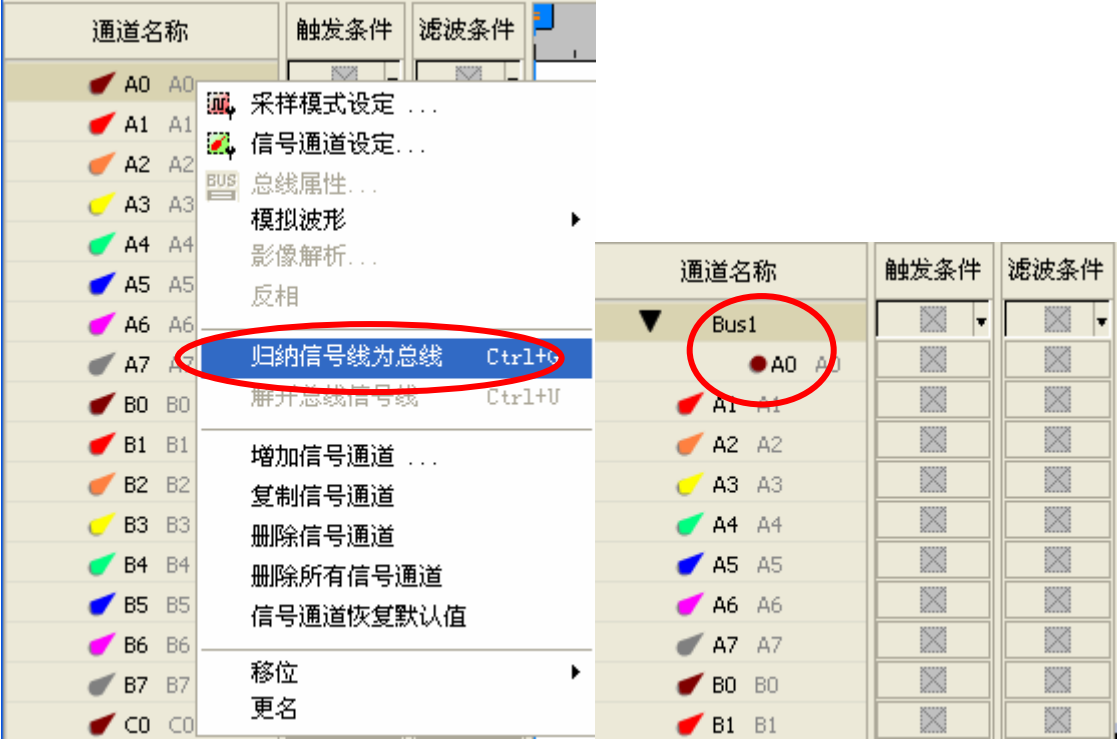 通道名称 触发条件 滤波条件
A0 A0
A1 A1
A2 A2
A3 A3
A4 A4
A5 A5
A6 A6
A7 A7
B0 B0
B1 B1
B2 B2
B3 B3
B4 B4
B5 B5
B6 B6
B7 B7
C0 C0
采样模式设定 ...
信号通道设定...
BUS 总线属性...
模拟波形
影像解析...
反相
归纳信号线为总线 Ctrl+G
解开总线信号线 Ctrl+U
增加信号通道 ...
复制信号通道
删除信号通道
删除所有信号通道
信号通道恢复默认值
移位
更名
通道名称 触发条件 滤波条件
Bus1
A0 A0
A1 A1
A2 A2
A3 A3
A4 A4
A5 A5
A6 A6
A7 A7
B0 B0
B1 B1